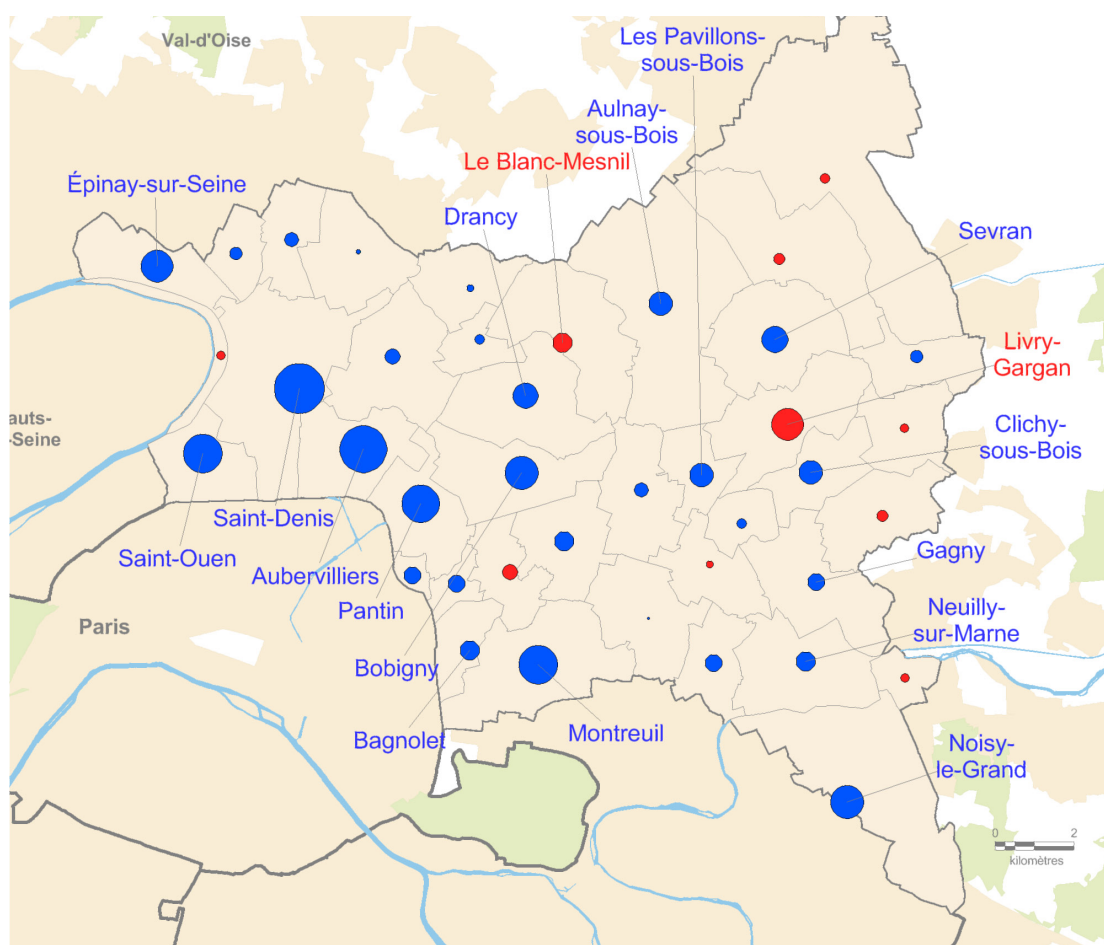 Val-d'Oise
Les Pavillons-
sous-Bois
Aulnay-
sous-Bois
Le Blanc-Mesnil
Épinay-sur-Seine
Drancy
Sevran
Livry-
Gargan
auts-
-Seine
Clichy-
sous-Bois
Saint-Denis
Saint-Ouen
Aubervilliers
Gagny
Pantin
Neuilly-
sur-Marne
Paris
Bobigny
Bagnolet
Montreuil
Noisy-
le-Grand
0 2
kilomètres